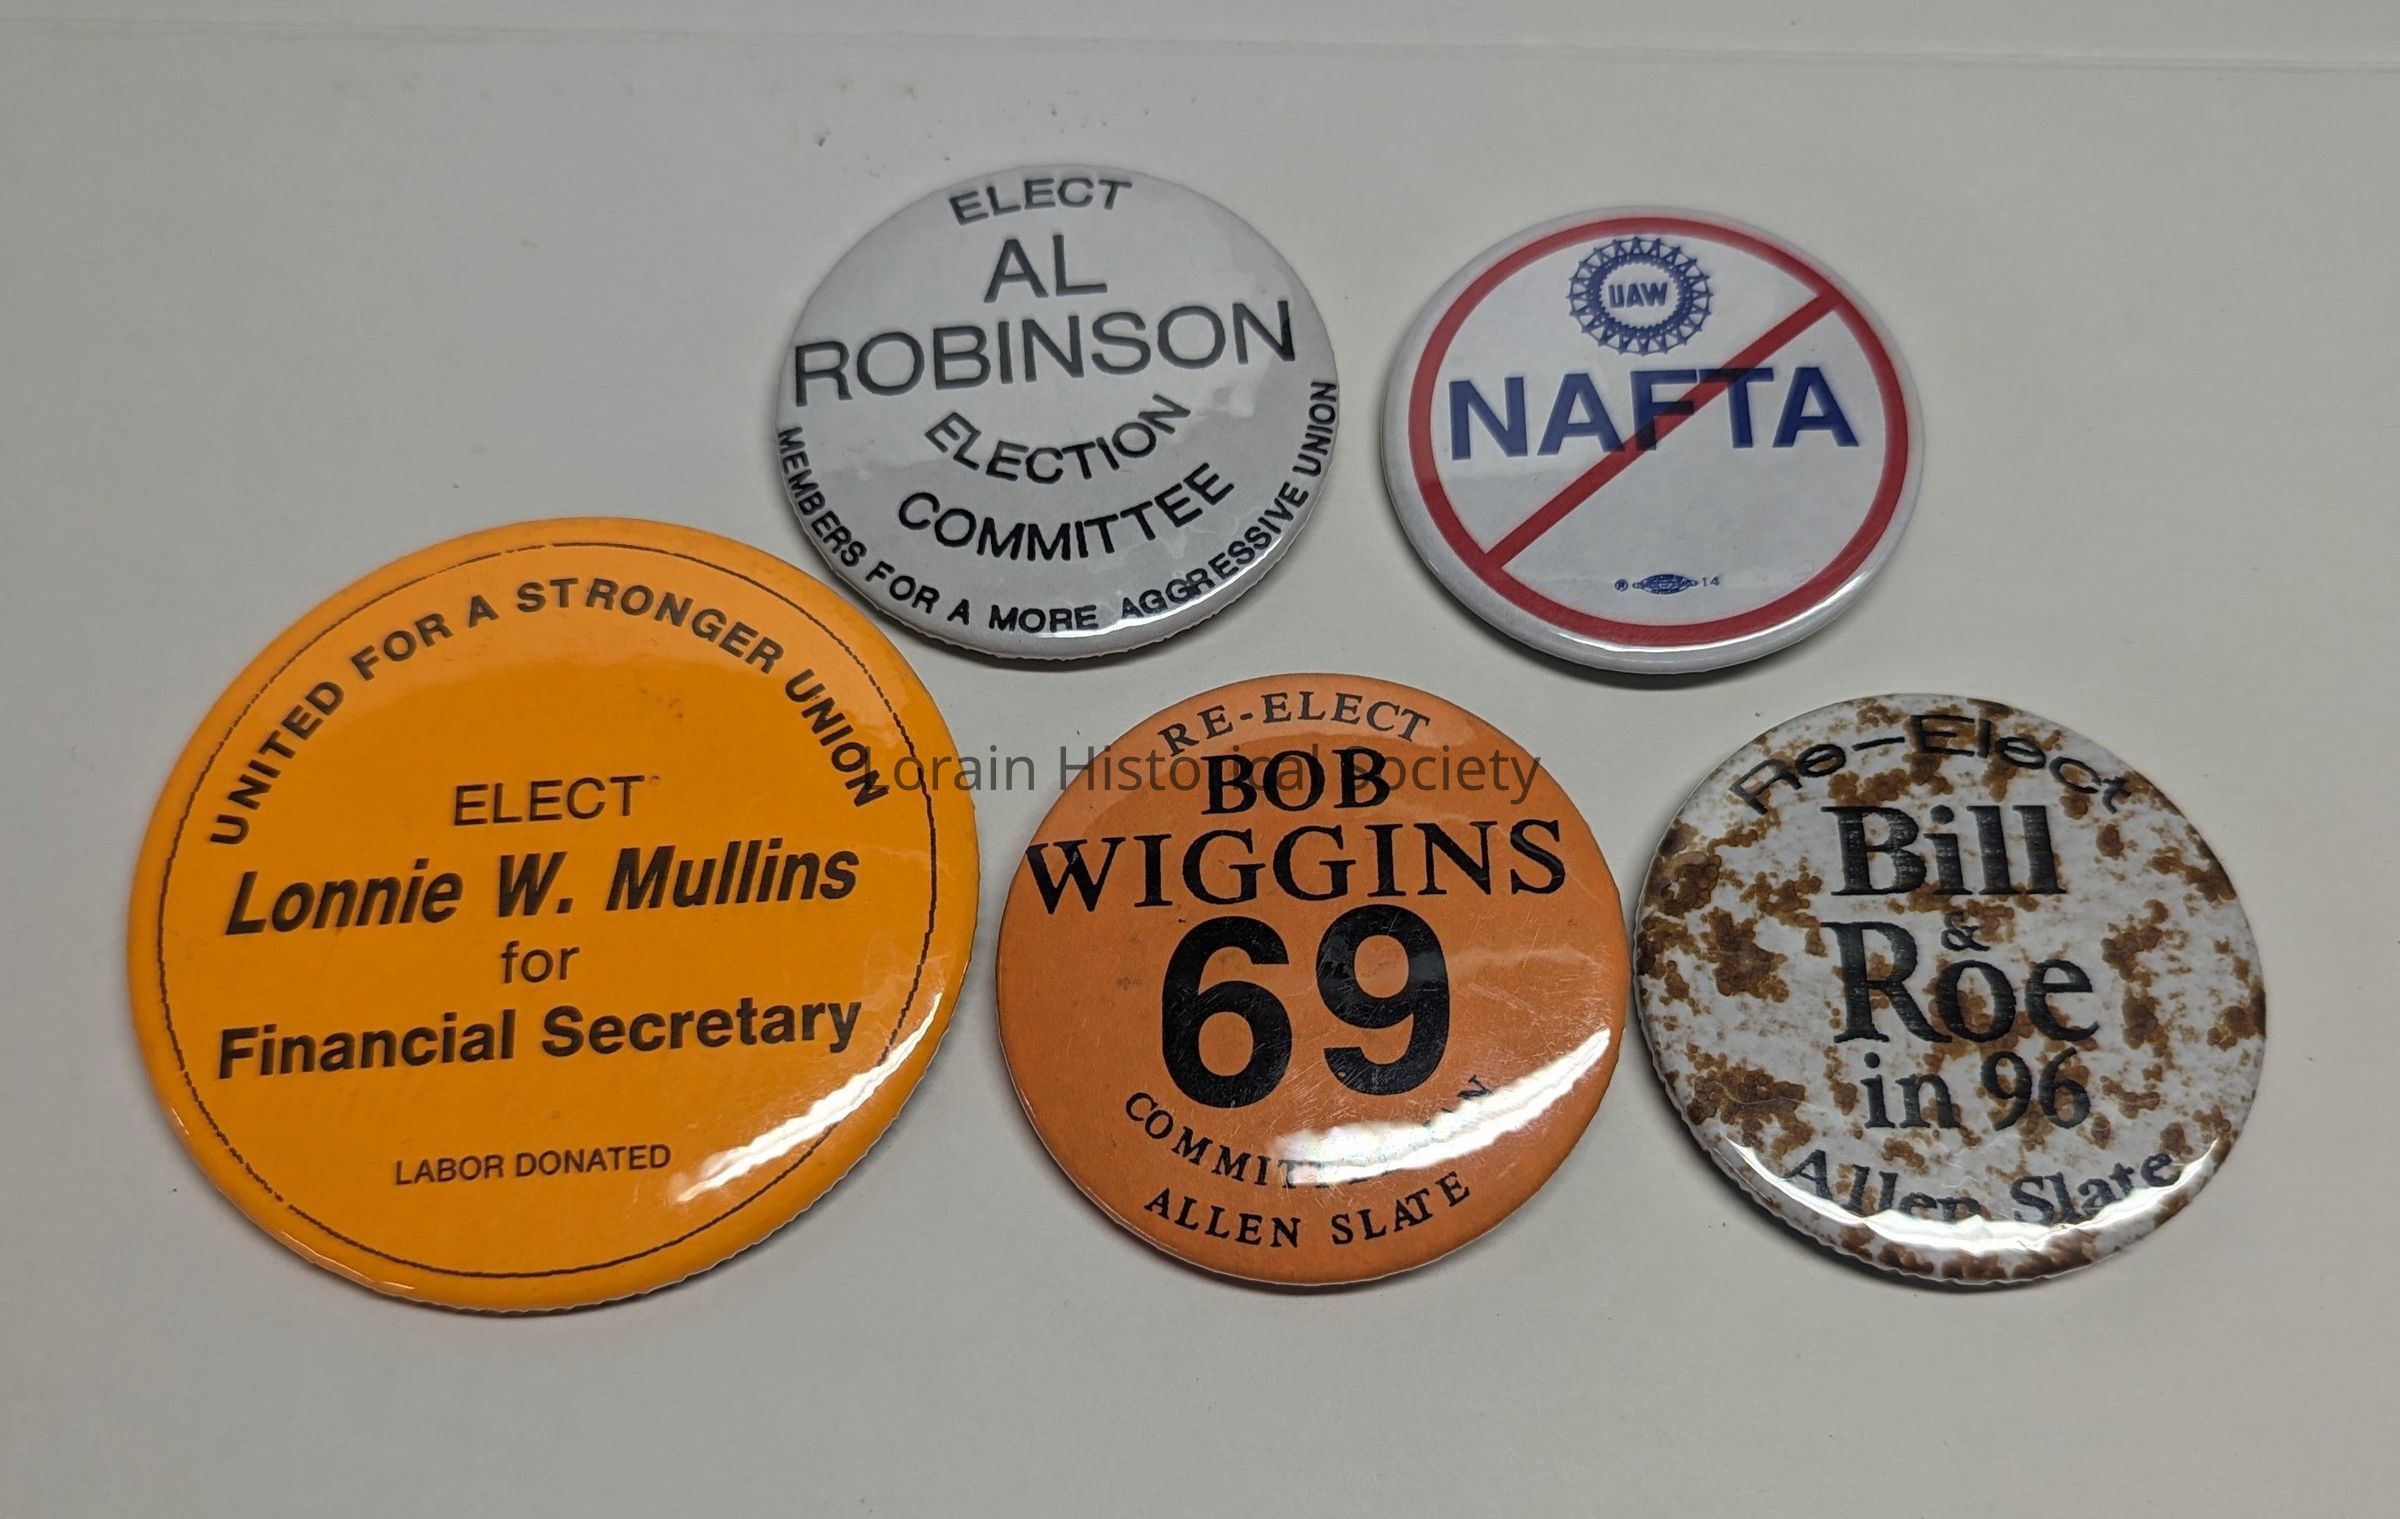 ELECT
AL
ROBINSON
ELECTION
COMMITTEE
MEMBERS FOR A MORE AGGRESSIVE UNION
UAW
NAFTA
® 14
UNITED FOR A STRONGER UNION
ELECT
Lonnie W. Mullins
for
Financial Secretary
LABOR DONATED
RE-ELECT
BOB
WIGGINS
69
ALLEN SLATE
Re-Elect
Bill
&
Roe
in 96
Allen Slate
Lorain Historical Society